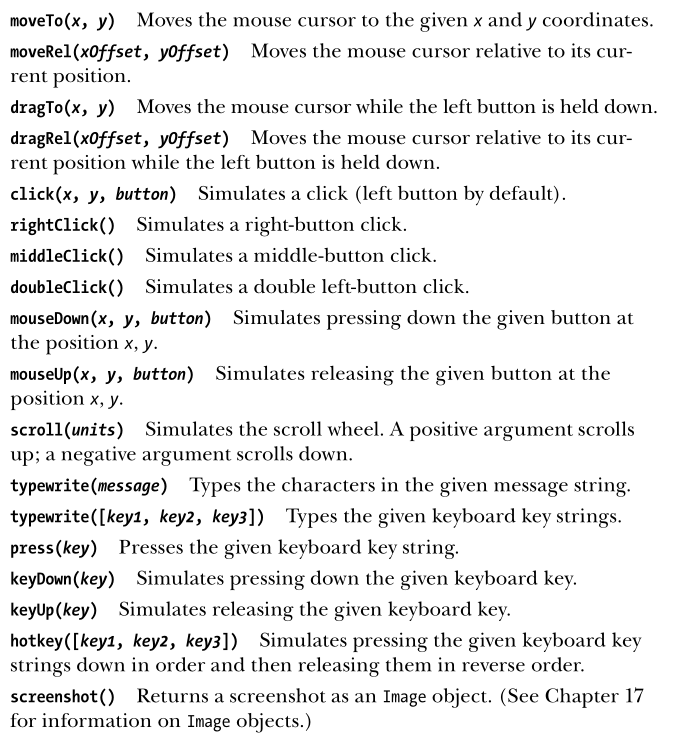 moveTo(x, y) Moves the mouse cursor to the given x and y coordinates.
moveRel(xOffset, yOffset) Moves the mouse cursor relative to its cur-
rent position.
dragTo(x, y) Moves the mouse cursor while the left button is held down.
dragRel(xOffset, yOffset) Moves the mouse cursor relative to its cur-
rent position while the left button is held down.
click(x, y, button) Simulates a click (left button by default).
rightClick() Simulates a right-button click.
middleClick() Simulates a middle-button click.
doubleClick() Simulates a double left-button click.
mouseDown(x, y, button) Simulates pressing down the given button at
the position x, y.
mouseUp(x, y, button) Simulates releasing the given button at the
position x, y.
scroll(units) Simulates the scroll wheel. A positive argument scrolls
up; a negative argument scrolls down.
typewrite(message) Types the characters in the given message string.
typewrite([key1, key2, key3]) Types the given keyboard key strings.
press(key) Presses the given keyboard key string.
keyDown(key) Simulates pressing down the given keyboard key.
keyUp(key) Simulates releasing the given keyboard key.
hotkey([key1, key2, key3]) Simulates pressing the given keyboard key
strings down in order and then releasing them in reverse order.
screenshot() Returns a screenshot as an Image object. (See Chapter 17
for information on Image objects.)